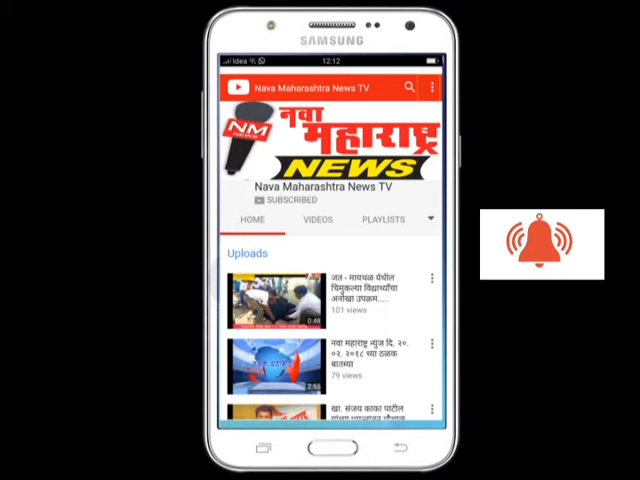 SAMSUNG
Idea
12:12
Nava Maharashtra News TV
नवा
महाराष्ट्र
NM
NEWS
NEWS
Nava Maharashtra News TV
SUBSCRIBED
HOME VIDEOS PLAYLISTS
Uploads
जत - मायथळ येथील
चिमुकल्या विद्यार्थ्यांचा
अनोखा उपक्रम.....
101 views
0:48
नवा महाराष्ट्र न्युज दि. २०.
०२. २०१८ च्या ठळक
बातम्या
79 views
2:55
खा. संजय काका पाटील